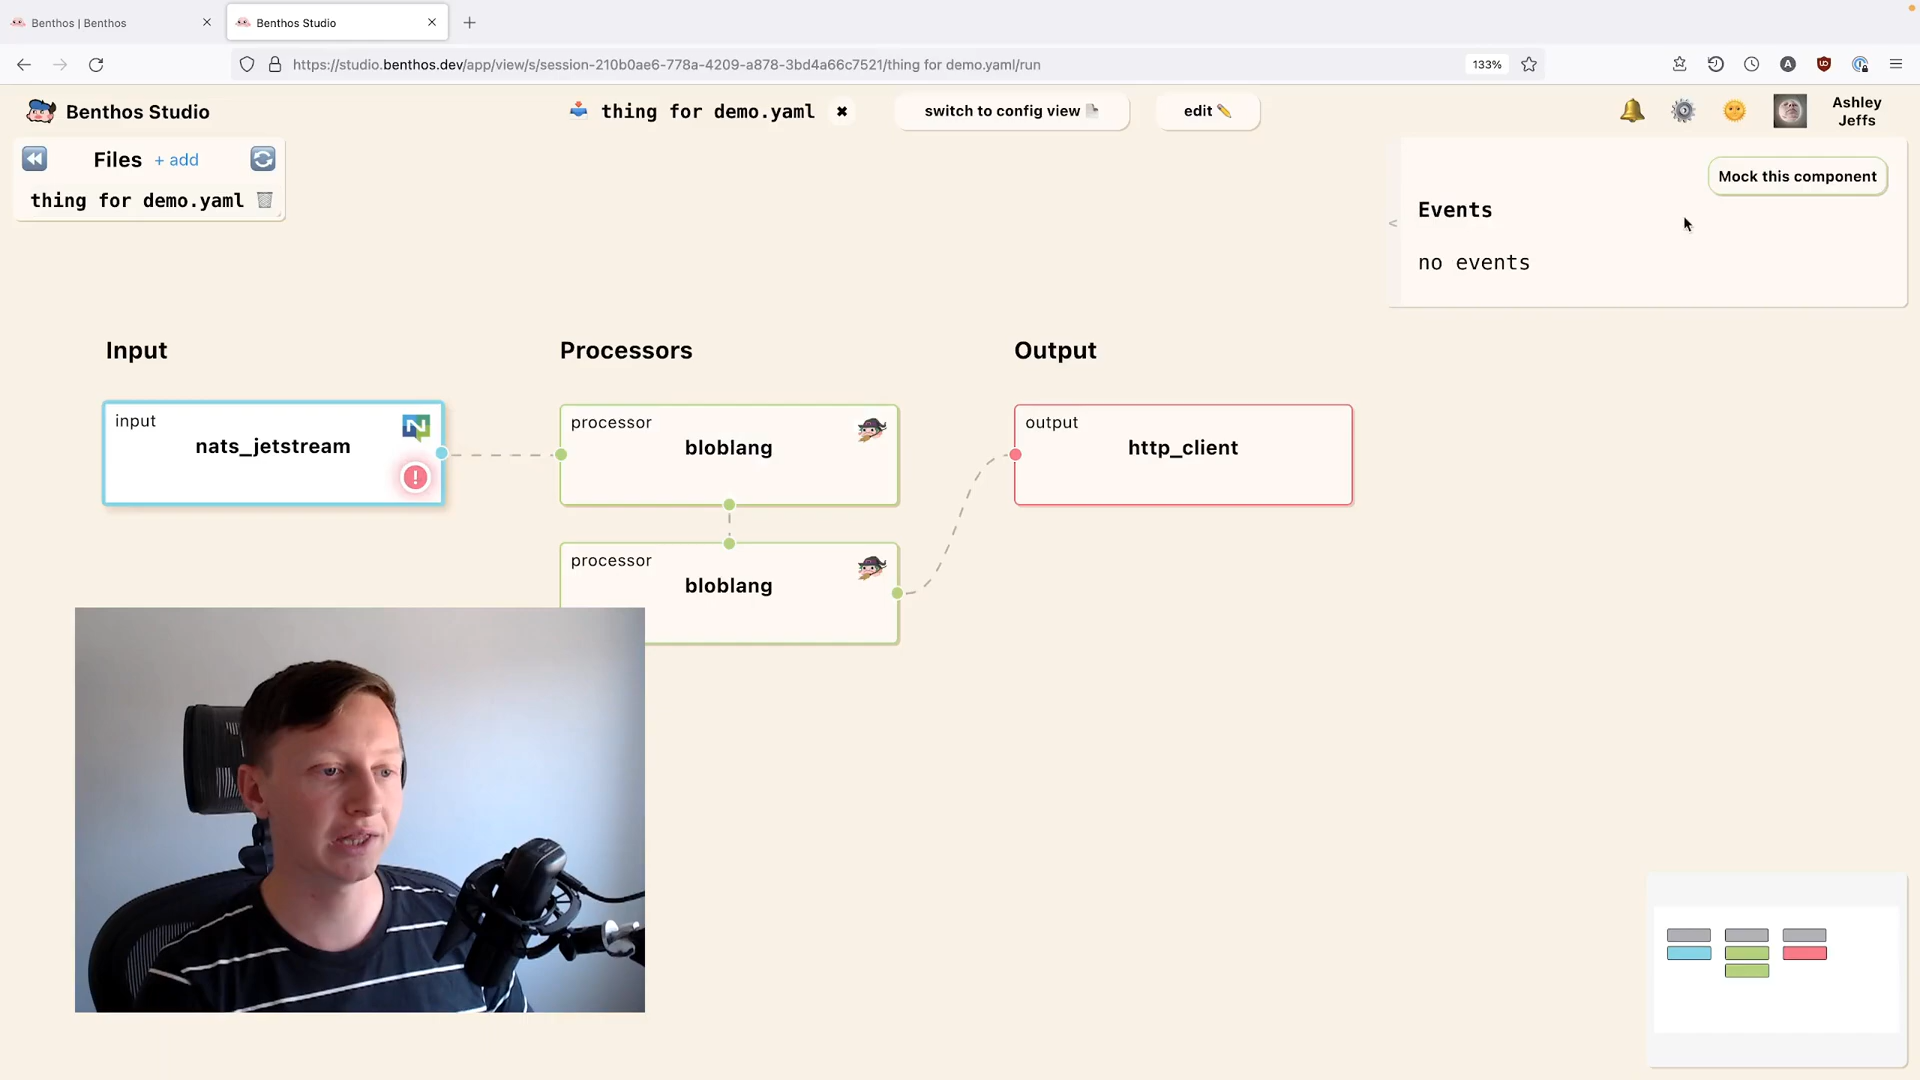 Benthos | Benthos
Benthos Studio
https://studio.benthos.dev/app/view/s/session-210b0ae6-778a-4209-a878-3bd4a66c7521/thing for demo.yaml/run
133%
Benthos Studio
thing for demo.yaml
switch to config view
edit
Ashley
Jeffs
Files + add
thing for demo.yaml
Mock this component
Events
no events
Input
Processors
Output
input
nats_jetstream
processor
bloblang
output
http_client
processor
bloblang